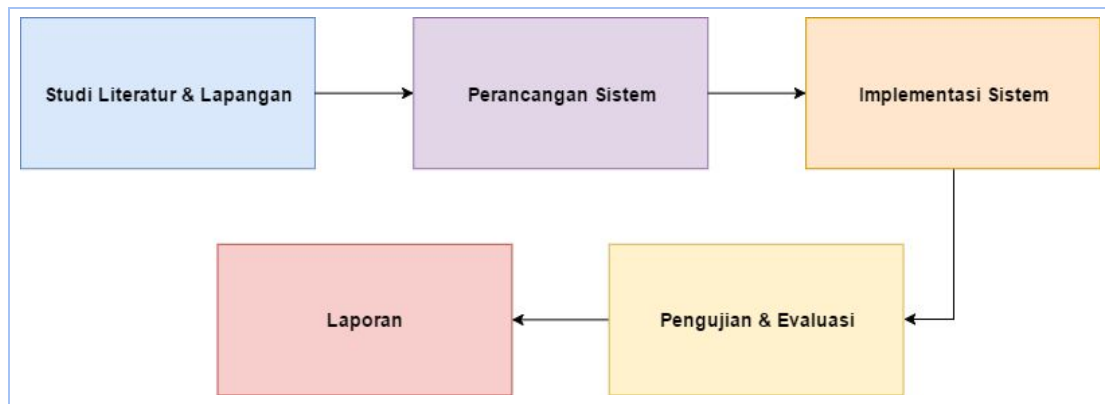 Studi Literatur & Lapangan
Perancangan Sistem
Implementasi Sistem
Pengujian & Evaluasi
Laporan